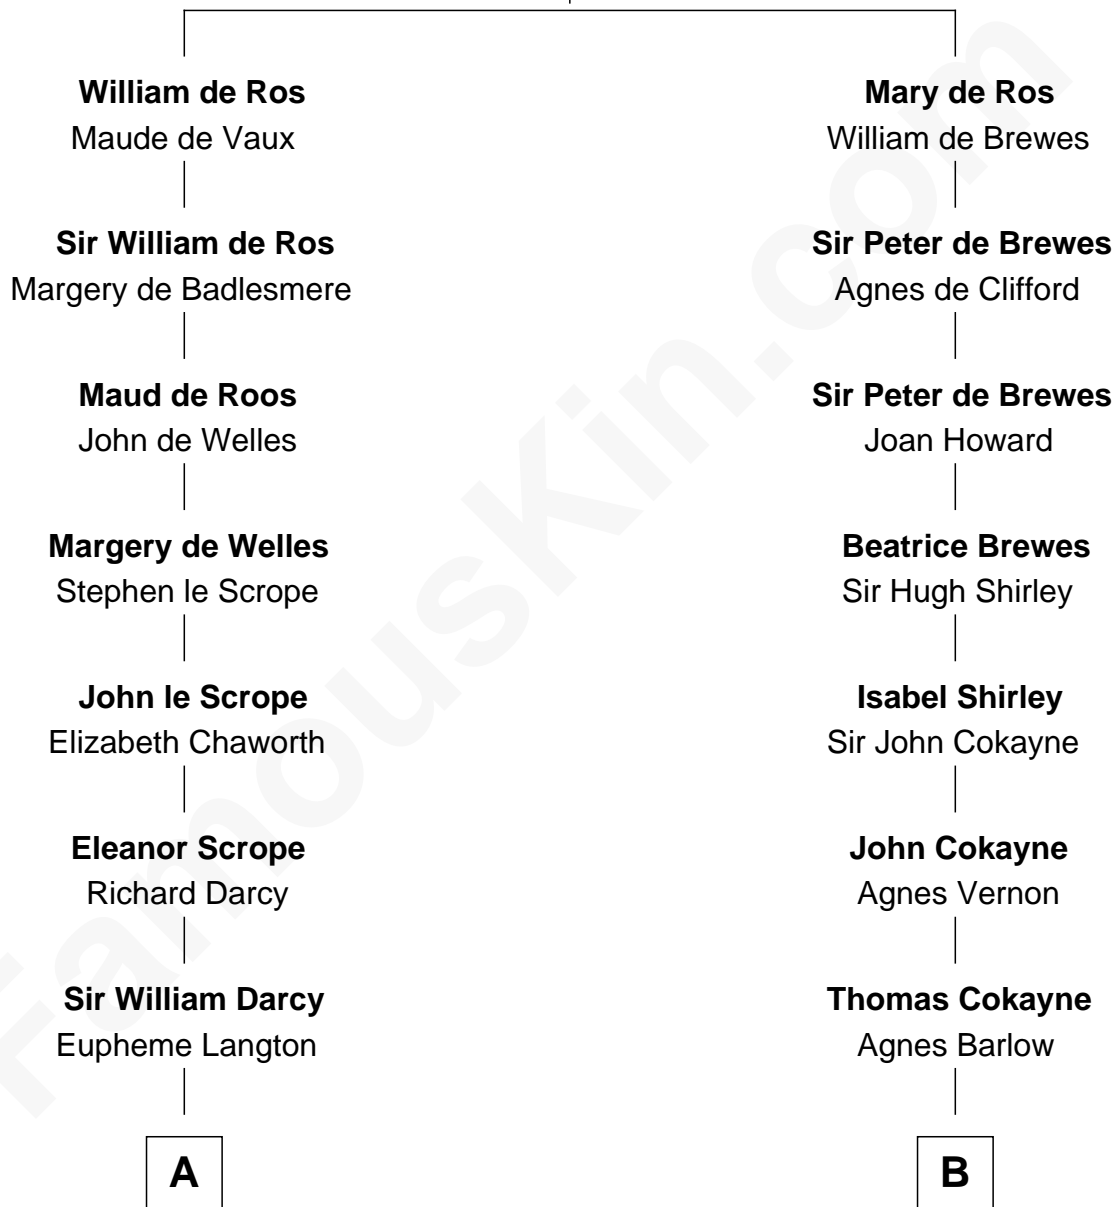 William de Ros
Maude de Vaux
Mary de Ros
William de Brewes
Sir William de Ros
Margery de Badlesmere
Sir Peter de Brewes
Agnes de Clifford
Maud de Roos
John de Welles
Sir Peter de Brewes
Joan Howard
Margery de Welles
Stephen le Scrope
Beatrice Brewes
Sir Hugh Shirley
John le Scrope
Elizabeth Chaworth
Isabel Shirley
Sir John Cokayne
Eleanor Scrope
Richard Darcy
John Cokayne
Agnes Vernon
Sir William Darcy
Eupheme Langton
Thomas Cokayne
Agnes Barlow
A
B
FamousKin.com